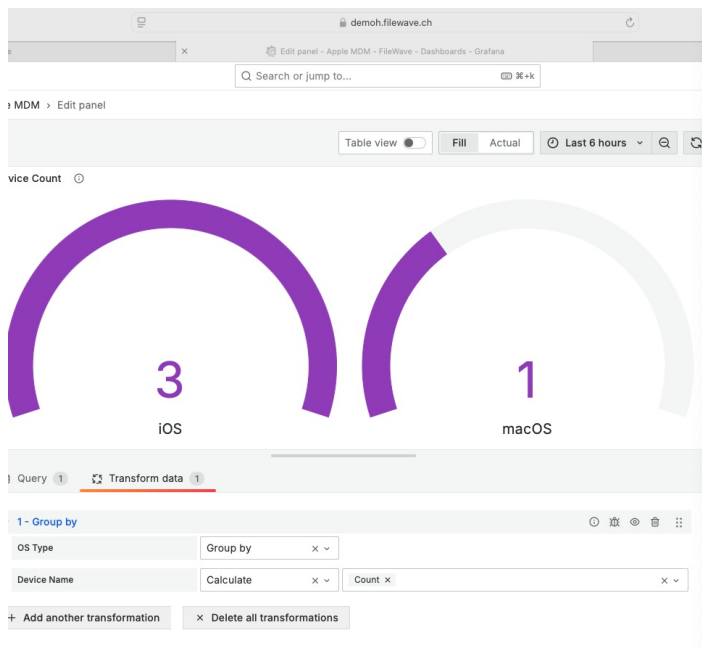 demoh.filewave.ch
Edit panel - Apple MDM - FileWave - Dashboards - Grafana
Search or jump to... ⌘+k
MDM > Edit panel
Table view Fill Actual Last 6 hours
vice Count
3
iOS
1
macOS
Query 1 Transform data 1
1 - Group by
OS Type Group by
Device Name Calculate Count
+ Add another transformation × Delete all transformations